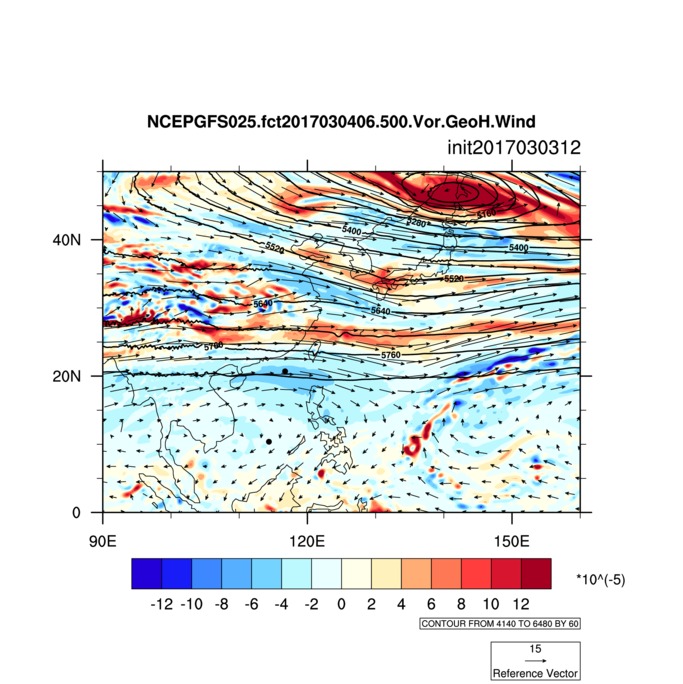 NCEPGFS025.fct2017030406.500.Vor.GeoH.Wind
init2017030312
5280
5160
5400
5400
40N
5520
5520
5640
5640
5700
5760
20N
0
90E 120E 150E
-12 -10 -8 -6 -4 -2 0 2 4 6 8 10 12
*10^(-5)
CONTOUR FROM 4140 TO 6480 BY 60
15
Reference Vector